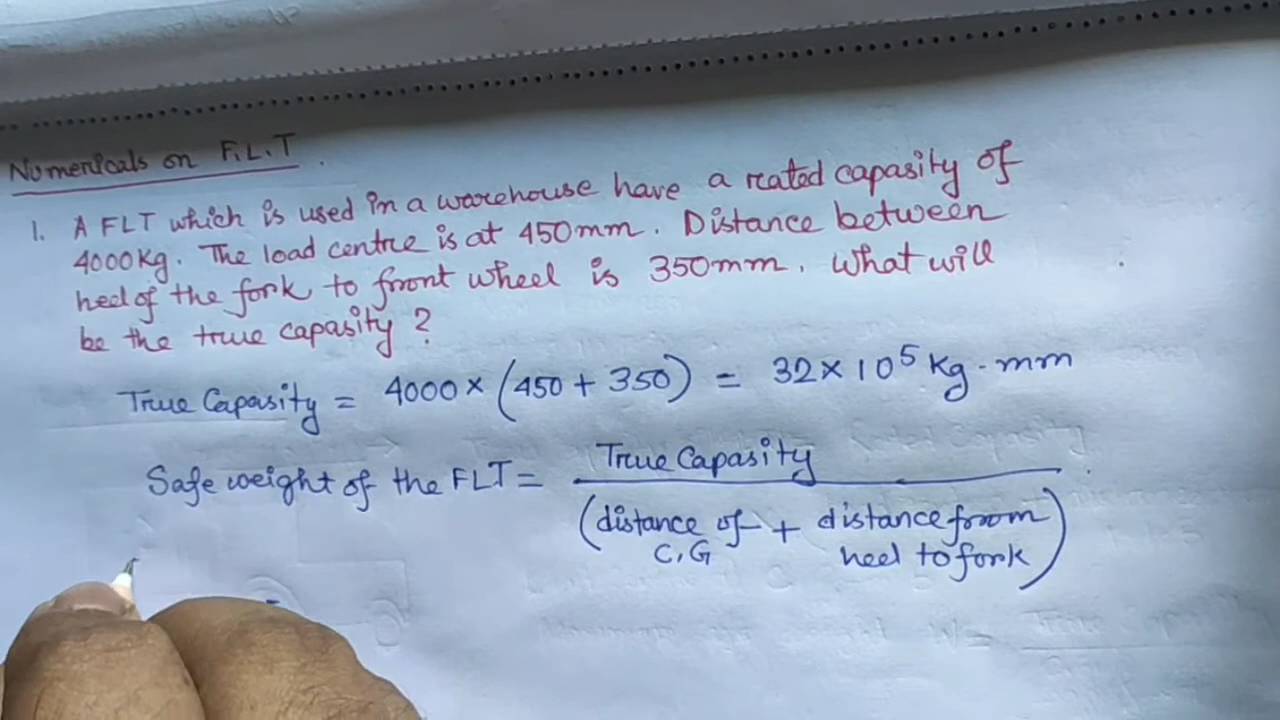 Numericals on F.L.T.
1. A FLT which is used in a warehouse have a rated capasity of
4000Kg. The load centre is at 450mm. Distance between
heel of the fork to front wheel is 350mm. What will
be the true capasity?
True Capasity = 4000 × (450 + 350) = 32 × 10⁵ Kg-mm
Safe weight of the FLT = True Capasity
(distance of + distance from
C.G heel to fork)